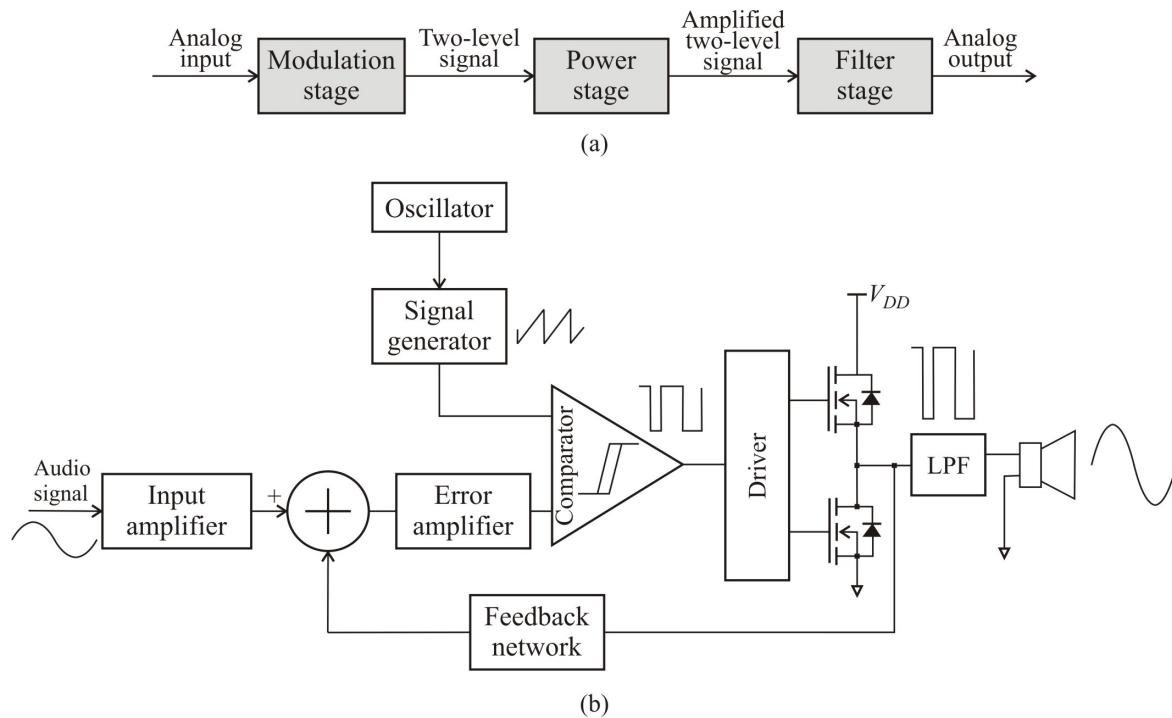 Analog
input
Modulation
stage
Two-level
signal
Power
stage
Amplified
two-level
signal
Filter
stage
Analog
output
(a)
Oscillator
Signal
generator
V_DD
Comparator
Driver
LPF
Audio
signal
Input
amplifier
+
Error
amplifier
Feedback
network
(b)